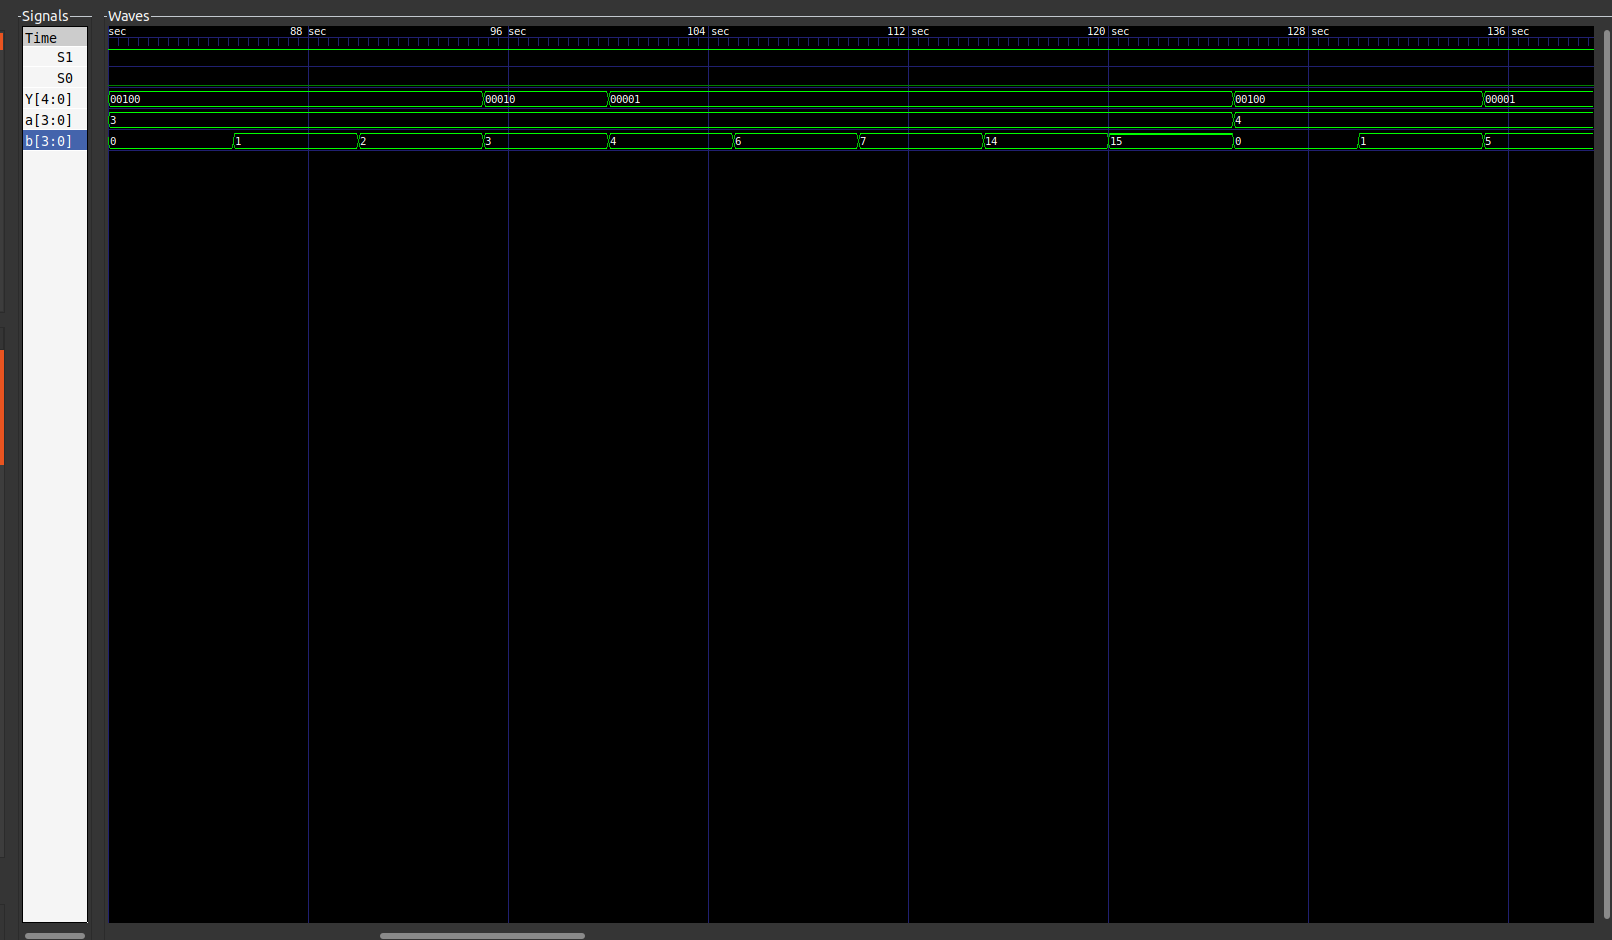 Signals Waves
Time sec 88 sec 96 sec 104 sec 112 sec 120 sec 128 sec 136 sec
S1
S0
Y[4:0] 00100 00010 00001 00100 00001
a[3:0] 3 4
b[3:0] 0 1 2 3 4 6 7 14 15 0 1 5